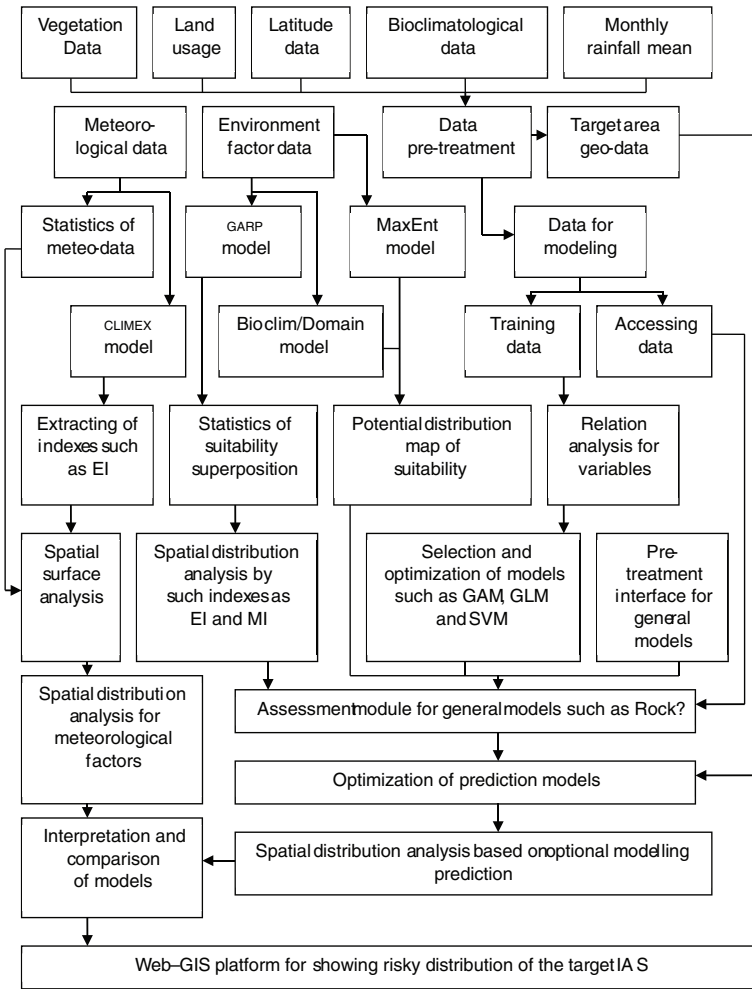 Vegetation
Data
Land
usage
Latitude
data
Bioclimatological
data
Monthly
rainfall mean
Meteoro-
logical data
Environment
factor data
Data
pre-treatment
Target area
geo-data
Statistics of
meteo-data
GARP
model
MaxEnt
model
Data for
modeling
CLIMEX
model
Bioclim/Domain
model
Training
data
Accessing
data
Extracting of
indexes such
as EI
Statistics of
suitability
superposition
Potential distribution
map of
suitability
Relation
analysis for
variables
Spatial
surface
analysis
Spatial distribution
analysis by
such indexes as
EI and MI
Selection and
optimization of models
such as GAM, GLM
and SVM
Pre-
treatment
interface for
general
models
Spatial distribution
analysis for
meteorological
factors
Assessment module for general models such as Rock?
Optimization of prediction models
Interpretation and
comparison
of models
Spatial distribution analysis based on optional modelling
prediction
Web–GIS platform for showing risky distribution of the target IAS